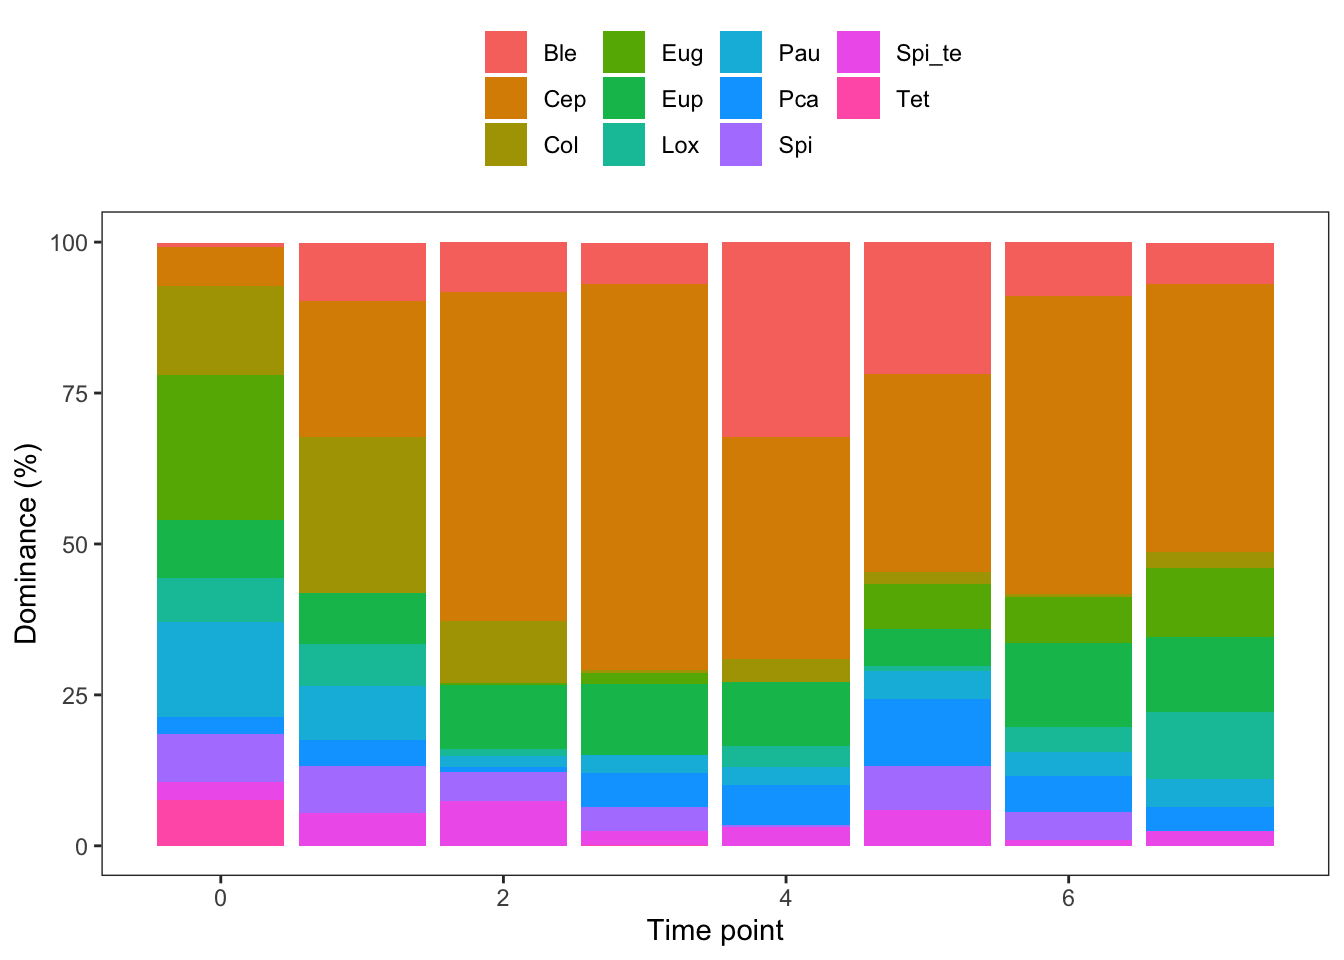 Ble Eug Pau Spi_te
Cep Eup Pca Tet
Col Lox Spi
100
75
50
25
0
Dominance (%)
0 2 4 6
Time point